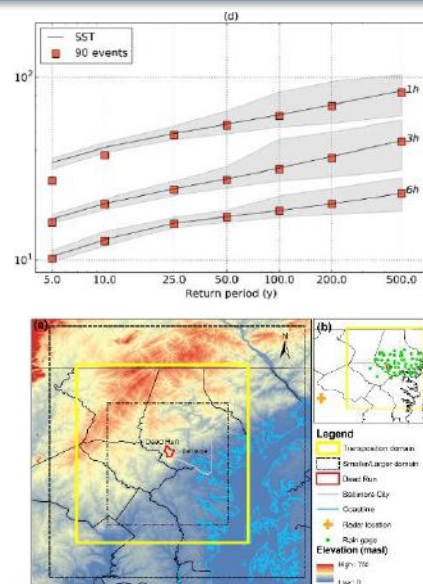 (d)
SST
90 events
10²
10¹
1h
3h
6h
5.0 10.0 25.0 50.0 100.0 200.0 500.0
Return period (y)
(a)
N
Dead Run
(b)
Legend
Transposition domain
Smaller/Larger domain
Dead Run
Baltimore City
Coastline
Radar location
Rain gage
Elevation (masl)
High : 750
Low : 0